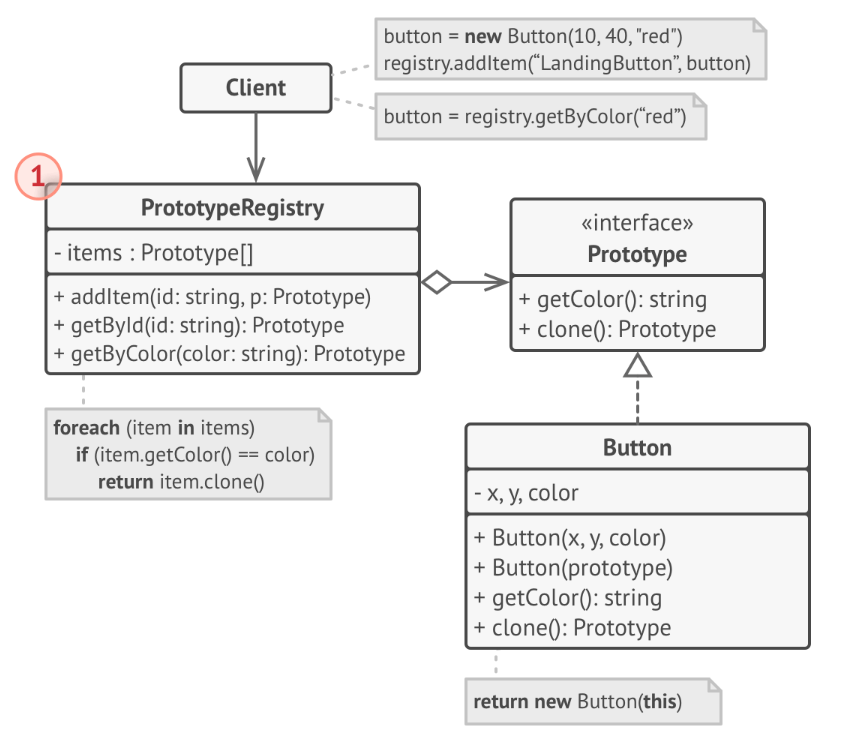 button = new Button(10, 40, "red")
registry.addItem(“LandingButton”, button)
Client
button = registry.getByColor(“red”)
1
PrototypeRegistry
- items : Prototype[]
+ addItem(id: string, p: Prototype)
+ getById(id: string): Prototype
+ getByColor(color: string): Prototype
foreach (item in items)
if (item.getColor() == color)
return item.clone()
«interface»
Prototype
+ getColor(): string
+ clone(): Prototype
Button
- x, y, color
+ Button(x, y, color)
+ Button(prototype)
+ getColor(): string
+ clone(): Prototype
return new Button(this)